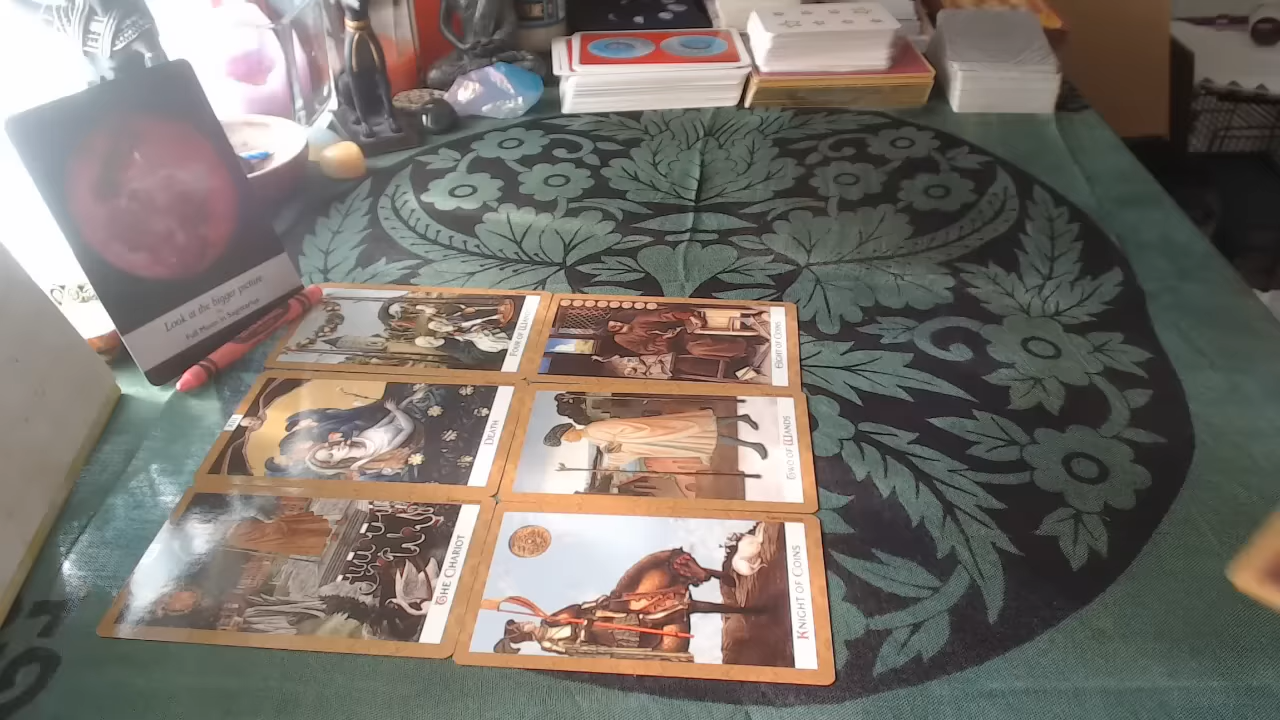 Look at the bigger picture
Full Moon in Sagittarius
FOUR OF WANDS
EIGHT OF COINS
XIII
DEATH
TWO OF WANDS
THE CHARIOT
KNIGHT OF COINS